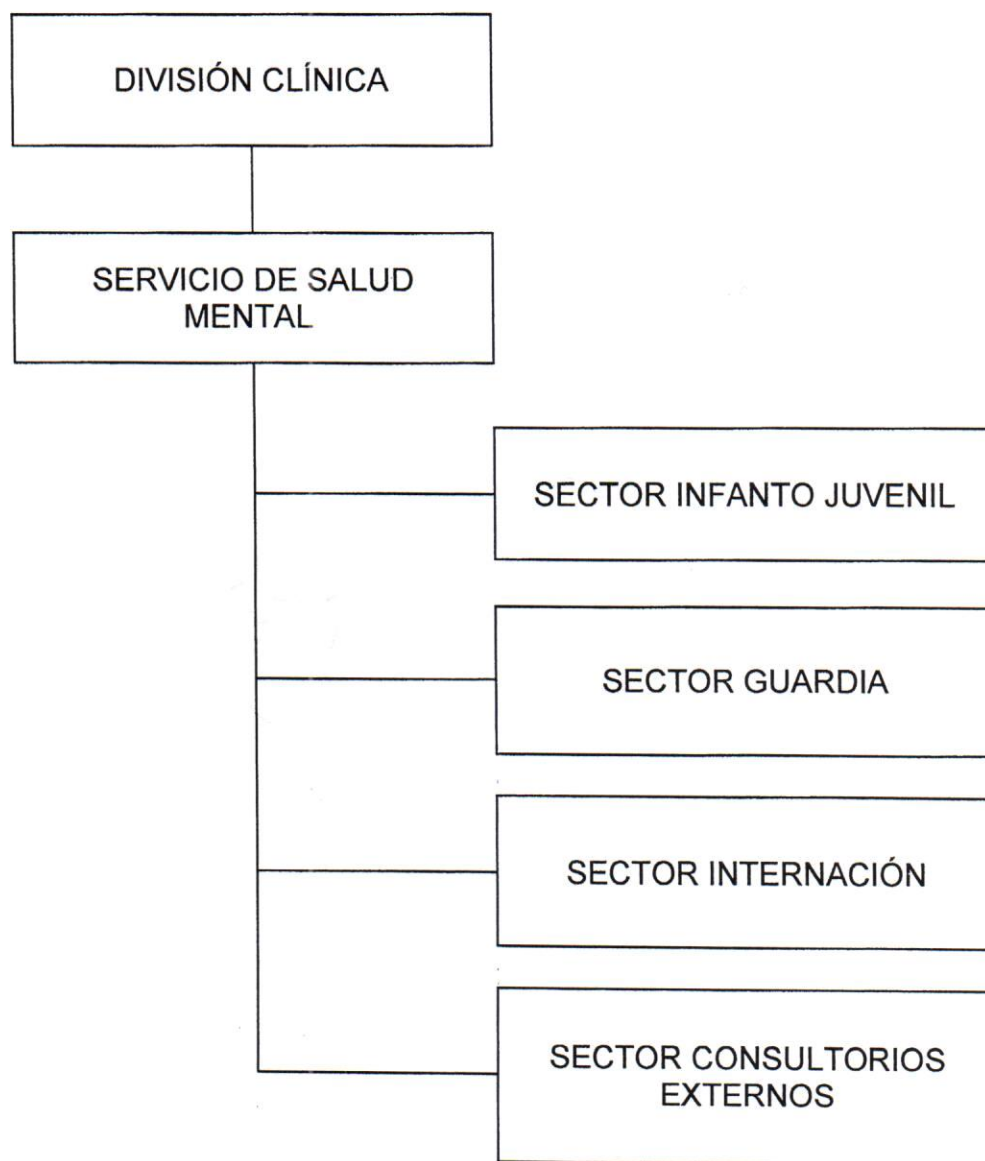 DIVISIÓN CLÍNICA
SERVICIO DE SALUD
MENTAL
SECTOR INFANTO JUVENIL
SECTOR GUARDIA
SECTOR INTERNACIÓN
SECTOR CONSULTORIOS
EXTERNOS